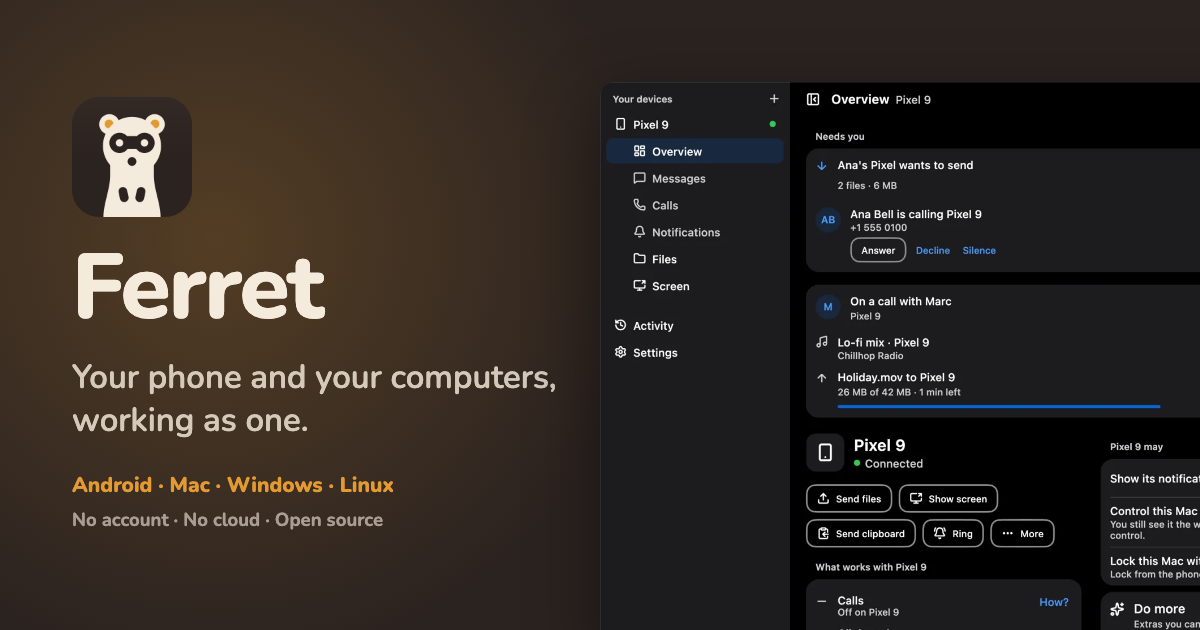 Ferret
Your phone and your computers,
working as one.
Android · Mac · Windows · Linux
No account · No cloud · Open source
Your devices
Pixel 9
Overview
Messages
Calls
Notifications
Files
Screen
Activity
Settings
Overview Pixel 9
Needs you
Ana's Pixel wants to send
2 files · 6 MB
AB
Ana Bell is calling Pixel 9
+1 555 0100
Answer Decline Silence
M
On a call with Marc
Pixel 9
Lo-fi mix · Pixel 9
Chillhop Radio
Holiday.mov to Pixel 9
26 MB of 42 MB · 1 min left
Pixel 9
Connected
Send files Show screen
Send clipboard Ring More
What works with Pixel 9
Calls
Off on Pixel 9
How?
Pixel 9 may
Show its
Control this Mac
You still see it the
control.
Lock this Mac
Lock from the
Do more
Extras you